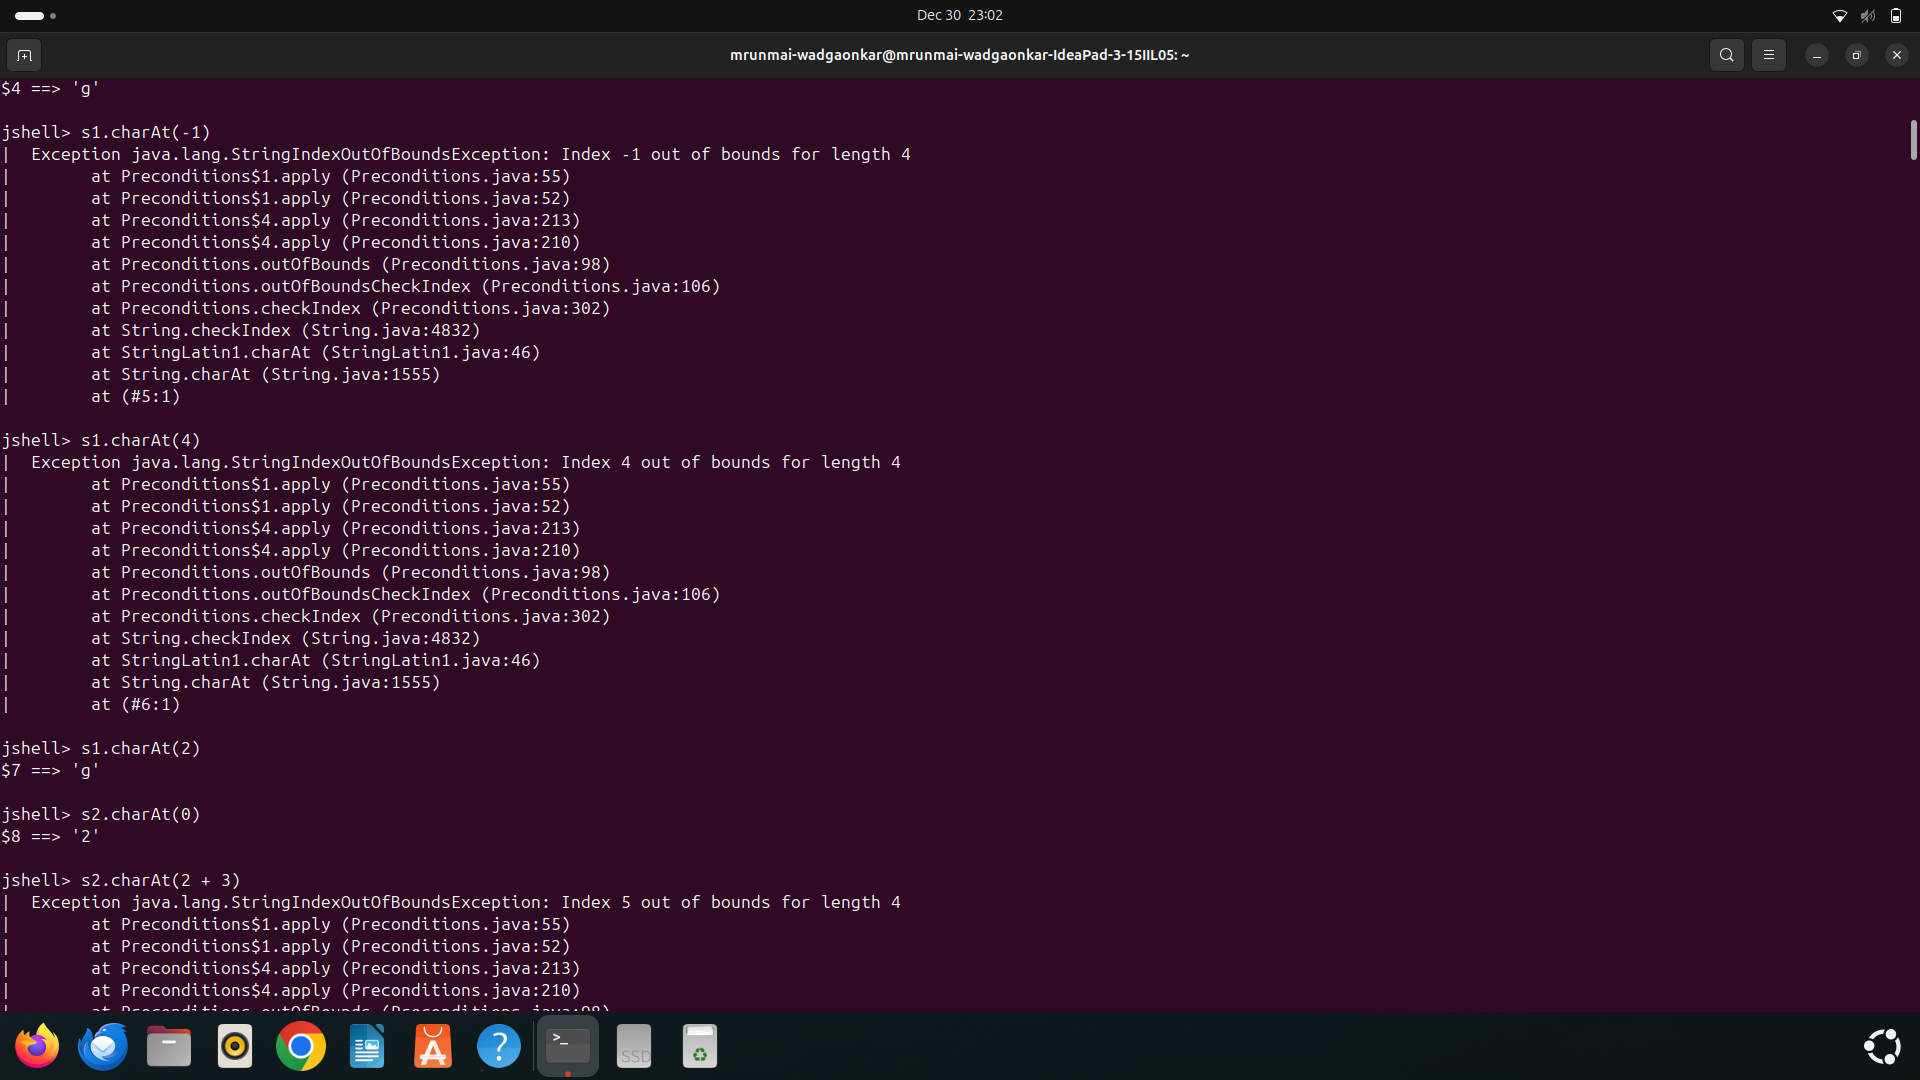 Dec 30 23:02
mrunmai-wadgaonkar@mrunmai-wadgaonkar-IdeaPad-3-15IIL05: ~
$4 ==> 'g'
jshell> s1.charAt(-1)
| Exception java.lang.StringIndexOutOfBoundsException: Index -1 out of bounds for length 4
| at Preconditions$1.apply (Preconditions.java:55)
| at Preconditions$1.apply (Preconditions.java:52)
| at Preconditions$4.apply (Preconditions.java:213)
| at Preconditions$4.apply (Preconditions.java:210)
| at Preconditions.outOfBounds (Preconditions.java:98)
| at Preconditions.outOfBoundsCheckIndex (Preconditions.java:106)
| at Preconditions.checkIndex (Preconditions.java:302)
| at String.checkIndex (String.java:4832)
| at StringLatin1.charAt (StringLatin1.java:46)
| at String.charAt (String.java:1555)
| at (#5:1)
jshell> s1.charAt(4)
| Exception java.lang.StringIndexOutOfBoundsException: Index 4 out of bounds for length 4
| at Preconditions$1.apply (Preconditions.java:55)
| at Preconditions$1.apply (Preconditions.java:52)
| at Preconditions$4.apply (Preconditions.java:213)
| at Preconditions$4.apply (Preconditions.java:210)
| at Preconditions.outOfBounds (Preconditions.java:98)
| at Preconditions.outOfBoundsCheckIndex (Preconditions.java:106)
| at Preconditions.checkIndex (Preconditions.java:302)
| at String.checkIndex (String.java:4832)
| at StringLatin1.charAt (StringLatin1.java:46)
| at String.charAt (String.java:1555)
| at (#6:1)
jshell> s1.charAt(2)
$7 ==> 'g'
jshell> s2.charAt(0)
$8 ==> '2'
jshell> s2.charAt(2 + 3)
| Exception java.lang.StringIndexOutOfBoundsException: Index 5 out of bounds for length 4
| at Preconditions$1.apply (Preconditions.java:55)
| at Preconditions$1.apply (Preconditions.java:52)
| at Preconditions$4.apply (Preconditions.java:213)
| at Preconditions$4.apply (Preconditions.java:210)
| at Preconditions.outOfBounds (Preconditions.java:98)
SSD